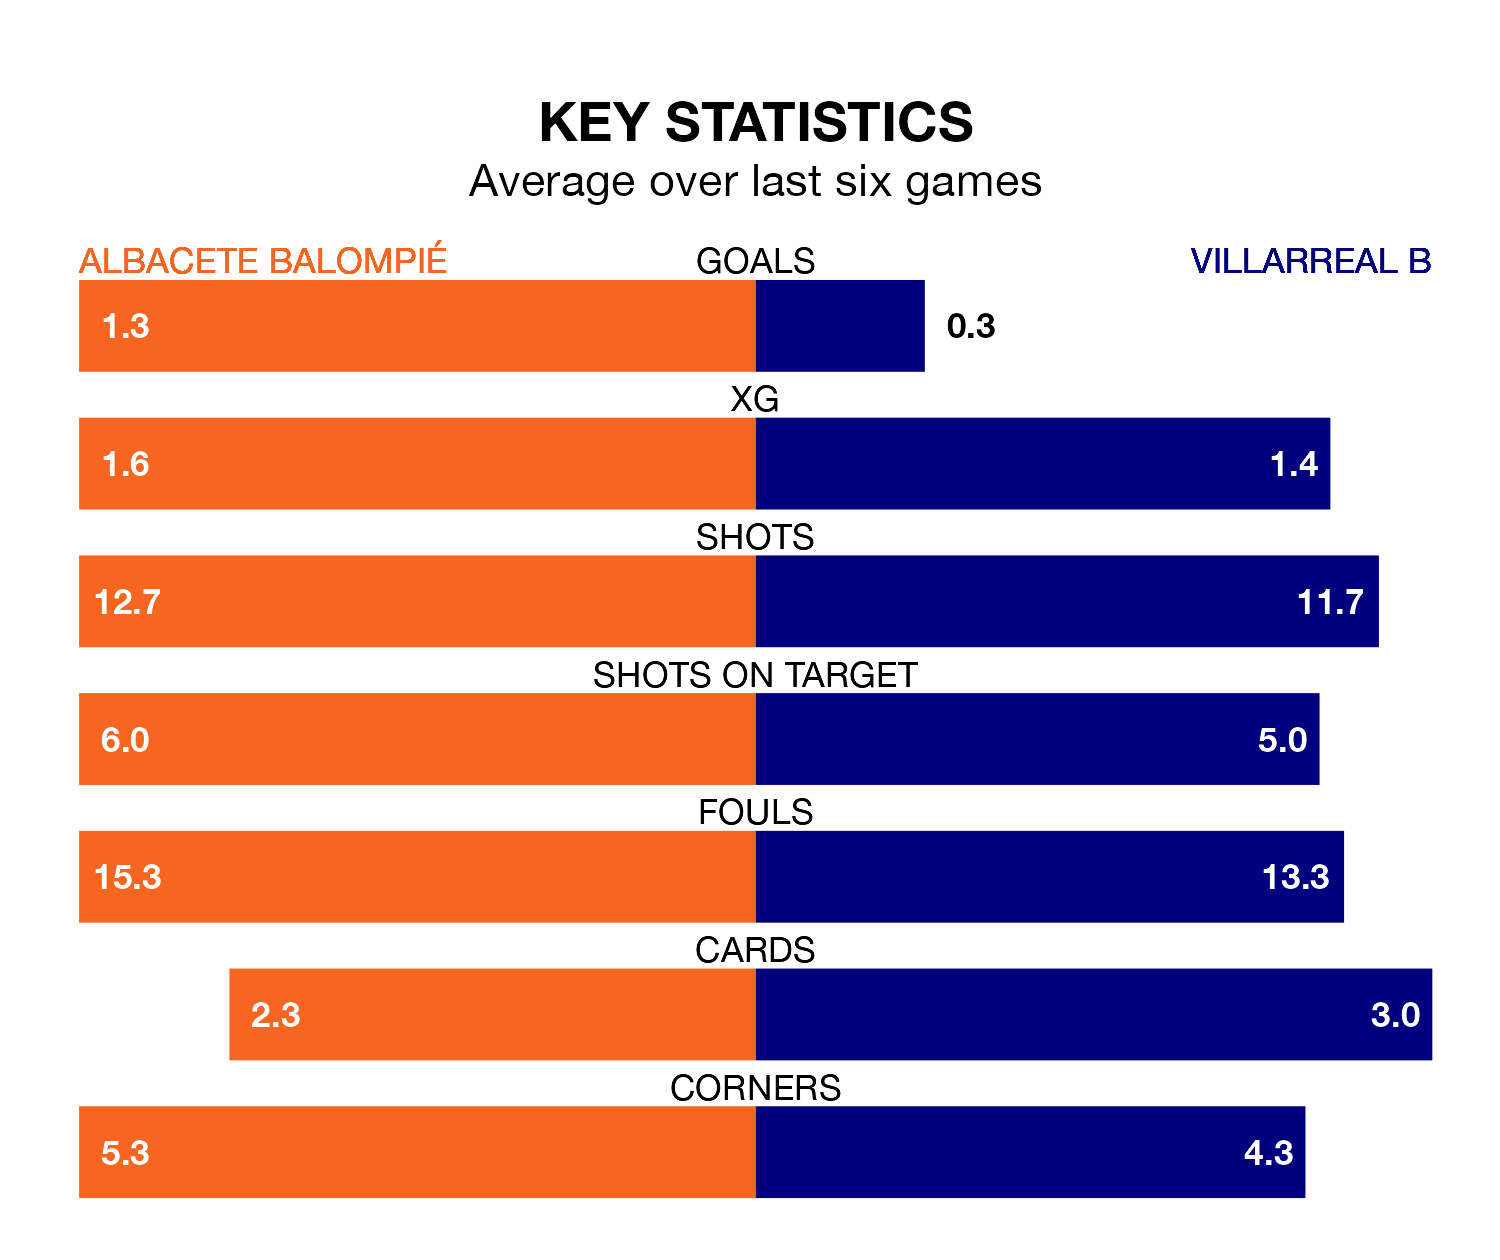 KEY STATISTICS
Average over last six games
ALBACETE BALOMPIÉ GOALS VILLARREAL B
1.3 0.3
XG
1.6 1.4
SHOTS
12.7 11.7
SHOTS ON TARGET
6.0 5.0
FOULS
15.3 13.3
CARDS
2.3 3.0
CORNERS
5.3 4.3